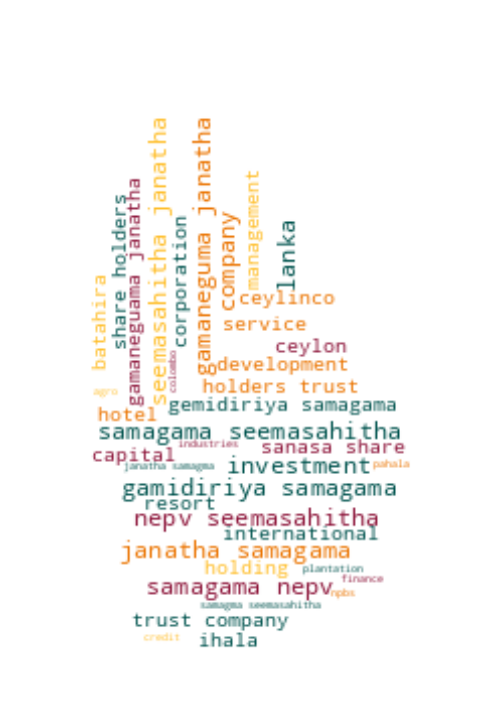 batahira
share holders
gamaneguama janatha
seemasahitha janatha
colombo
corporation
gamaneguma janatha
company
management
lanka
ceylinco
service
ceylon
development
agro
holders trust
gemidiriya samagama
hotel
samagama seemasahitha
industries
sanasa share
capital
janatha samagma
investment
pahala
gamidiriya samagama
resort
nepv seemasahitha
international
janatha samagama
holding
plantation
finance
samagama nepv
npbs
samagma seemasahitha
trust company
credit
ihala